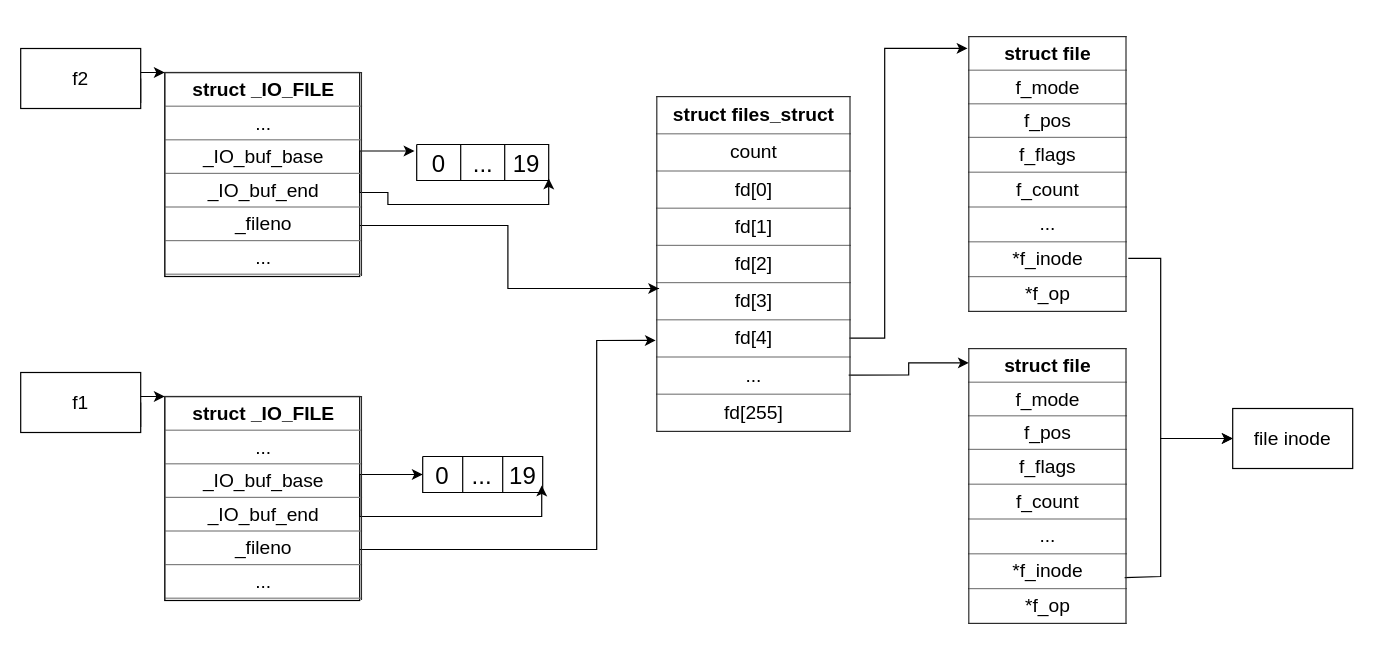 f2
struct _IO_FILE
...
_IO_buf_base
_IO_buf_end
_fileno
...
0 ... 19
f1
struct _IO_FILE
...
_IO_buf_base
_IO_buf_end
_fileno
...
0 ... 19
struct files_struct
count
fd[0]
fd[1]
fd[2]
fd[3]
fd[4]
...
fd[255]
struct file
f_mode
f_pos
f_flags
f_count
...
*f_inode
*f_op
struct file
f_mode
f_pos
f_flags
f_count
...
*f_inode
*f_op
file inode